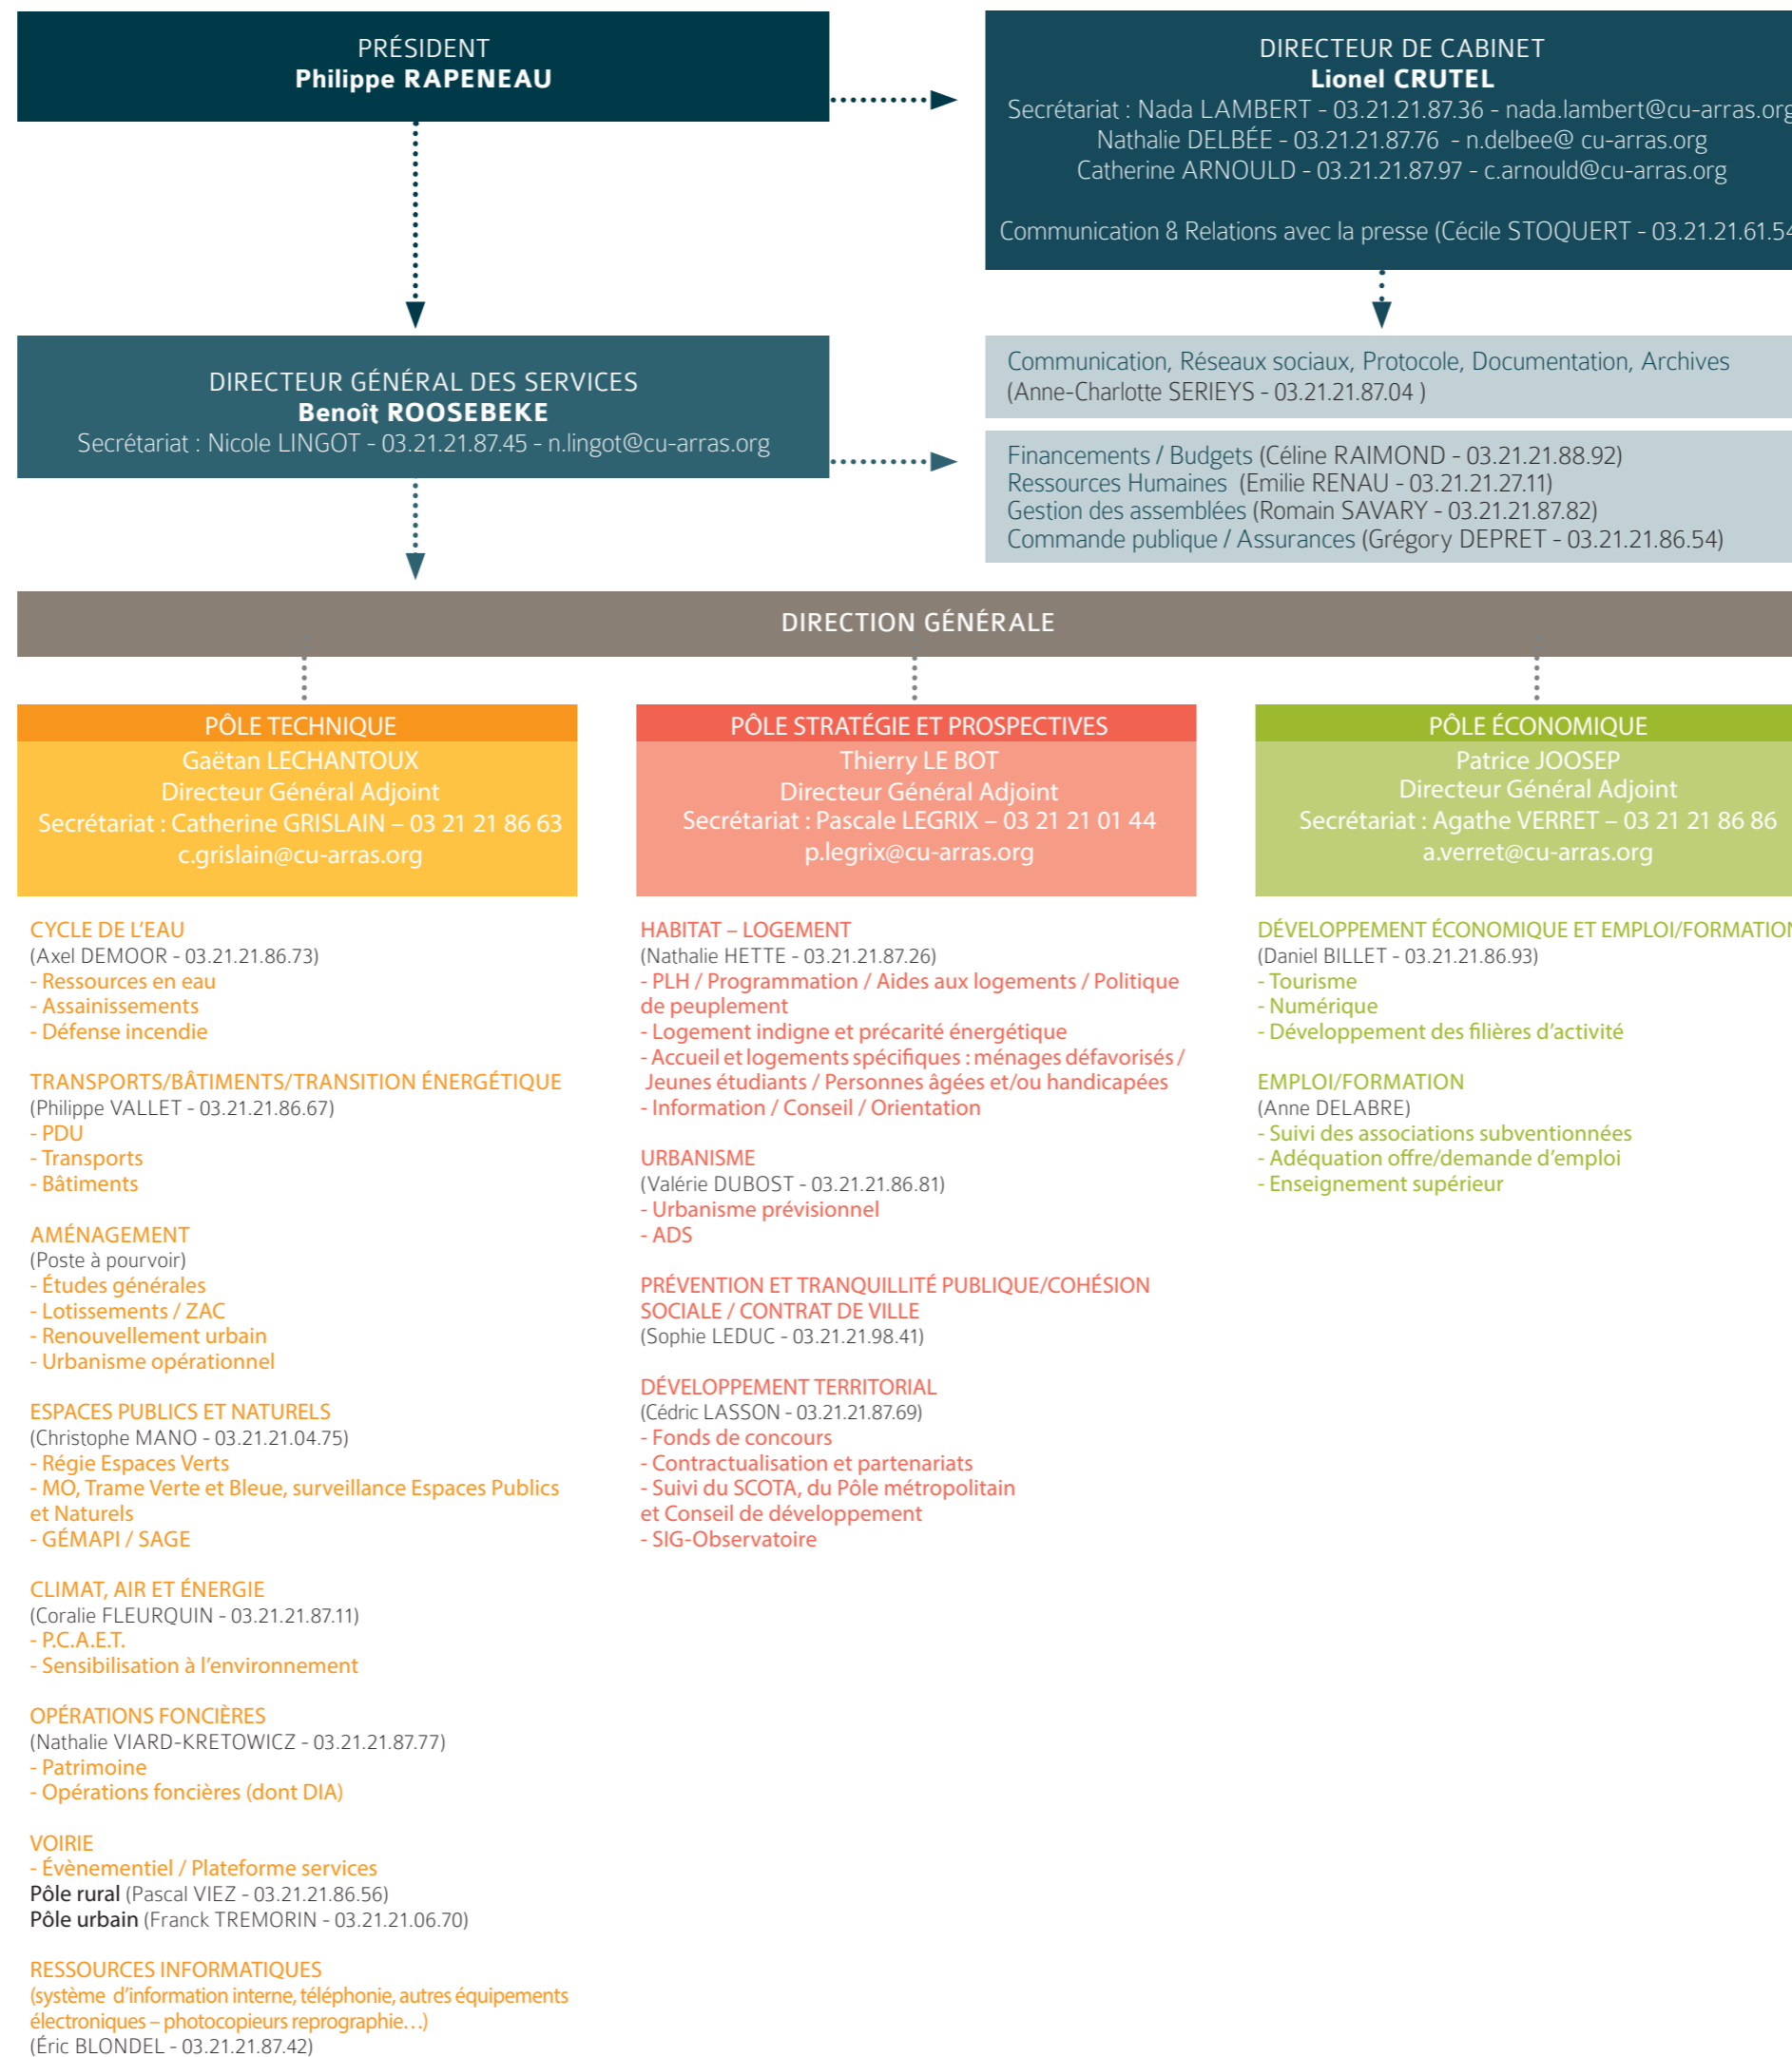 PRÉSIDENT
Philippe RAPENEAU
DIRECTEUR DE CABINET
Lionel CRUTEL
Secrétariat : Nada LAMBERT - 03.21.21.87.36 - nada.lambert@cu-arras.org
Nathalie DELBÉE - 03.21.21.87.76 - n.delbee@ cu-arras.org
Catherine ARNOULD - 03.21.21.87.97 - c.arnould@cu-arras.org
Communication & Relations avec la presse (Cécile STOQUERT - 03.21.21.61.54
DIRECTEUR GÉNÉRAL DES SERVICES
Benoît ROOSEBEKE
Secrétariat : Nicole LINGOT - 03.21.21.87.45 - n.lingot@cu-arras.org
Communication, Réseaux sociaux, Protocole, Documentation, Archives
(Anne-Charlotte SERIEYS - 03.21.21.87.04 )
Financements / Budgets (Céline RAIMOND - 03.21.21.88.92)
Ressources Humaines (Emilie RENAU - 03.21.21.27.11)
Gestion des assemblées (Romain SAVARY - 03.21.21.87.82)
Commande publique / Assurances (Grégory DEPRET - 03.21.21.86.54)
DIRECTION GÉNÉRALE
PÔLE TECHNIQUE
Gaëtan LECHANTOUX
Directeur Général Adjoint
Secrétariat : Catherine GRISLAIN – 03 21 21 86 63
c.grislain@cu-arras.org
CYCLE DE L'EAU
(Axel DEMOOR - 03.21.21.86.73)
- Ressources en eau
- Assainissements
- Défense incendie
TRANSPORTS/BÂTIMENTS/TRANSITION ÉNERGÉTIQUE
(Philippe VALLET - 03.21.21.86.67)
- PDU
- Transports
- Bâtiments
AMÉNAGEMENT
(Poste à pourvoir)
- Études générales
- Lotissements / ZAC
- Renouvellement urbain
- Urbanisme opérationnel
ESPACES PUBLICS ET NATURELS
(Christophe MANO - 03.21.21.04.75)
- Régie Espaces Verts
- MO, Trame Verte et Bleue, surveillance Espaces Publics
et Naturels
- GÉMAPI / SAGE
CLIMAT, AIR ET ÉNERGIE
(Coralie FLEURQUIN - 03.21.21.87.11)
- P.C.A.E.T.
- Sensibilisation à l'environnement
OPÉRATIONS FONCIÈRES
(Nathalie VIARD-KRETOWICZ - 03.21.21.87.77)
- Patrimoine
- Opérations foncières (dont DIA)
VOIRIE
- Évènementiel / Plateforme services
Pôle rural (Pascal VIEZ - 03.21.21.86.56)
Pôle urbain (Franck TREMORIN - 03.21.21.06.70)
RESSOURCES INFORMATIQUES
(système d'information interne, téléphonie, autres équipements
électroniques – photocopieurs reprographie…)
(Éric BLONDEL - 03.21.21.87.42)
PÔLE STRATÉGIE ET PROSPECTIVES
Thierry LE BOT
Directeur Général Adjoint
Secrétariat : Pascale LEGRIX – 03 21 21 01 44
p.legrix@cu-arras.org
HABITAT – LOGEMENT
(Nathalie HETTE - 03.21.21.87.26)
- PLH / Programmation / Aides aux logements / Politique
de peuplement
- Logement indigne et précarité énergétique
- Accueil et logements spécifiques : ménages défavorisés /
Jeunes étudiants / Personnes âgées et/ou handicapées
- Information / Conseil / Orientation
URBANISME
(Valérie DUBOST - 03.21.21.86.81)
- Urbanisme prévisionnel
- ADS
PRÉVENTION ET TRANQUILLITÉ PUBLIQUE/COHÉSION
SOCIALE / CONTRAT DE VILLE
(Sophie LEDUC - 03.21.21.98.41)
DÉVELOPPEMENT TERRITORIAL
(Cédric LASSON - 03.21.21.87.69)
- Fonds de concours
- Contractualisation et partenariats
- Suivi du SCOTA, du Pôle métropolitain
et Conseil de développement
- SIG-Observatoire
PÔLE ÉCONOMIQUE
Patrice JOOSEP
Directeur Général Adjoint
Secrétariat : Agathe VERRET – 03 21 21 86 86
a.verret@cu-arras.org
DÉVELOPPEMENT ÉCONOMIQUE ET EMPLOI/FORMATION
(Daniel BILLET - 03.21.21.86.93)
- Tourisme
- Numérique
- Développement des filières d'activité
EMPLOI/FORMATION
(Anne DELABRE)
- Suivi des associations subventionnées
- Adéquation offre/demande d'emploi
- Enseignement supérieur